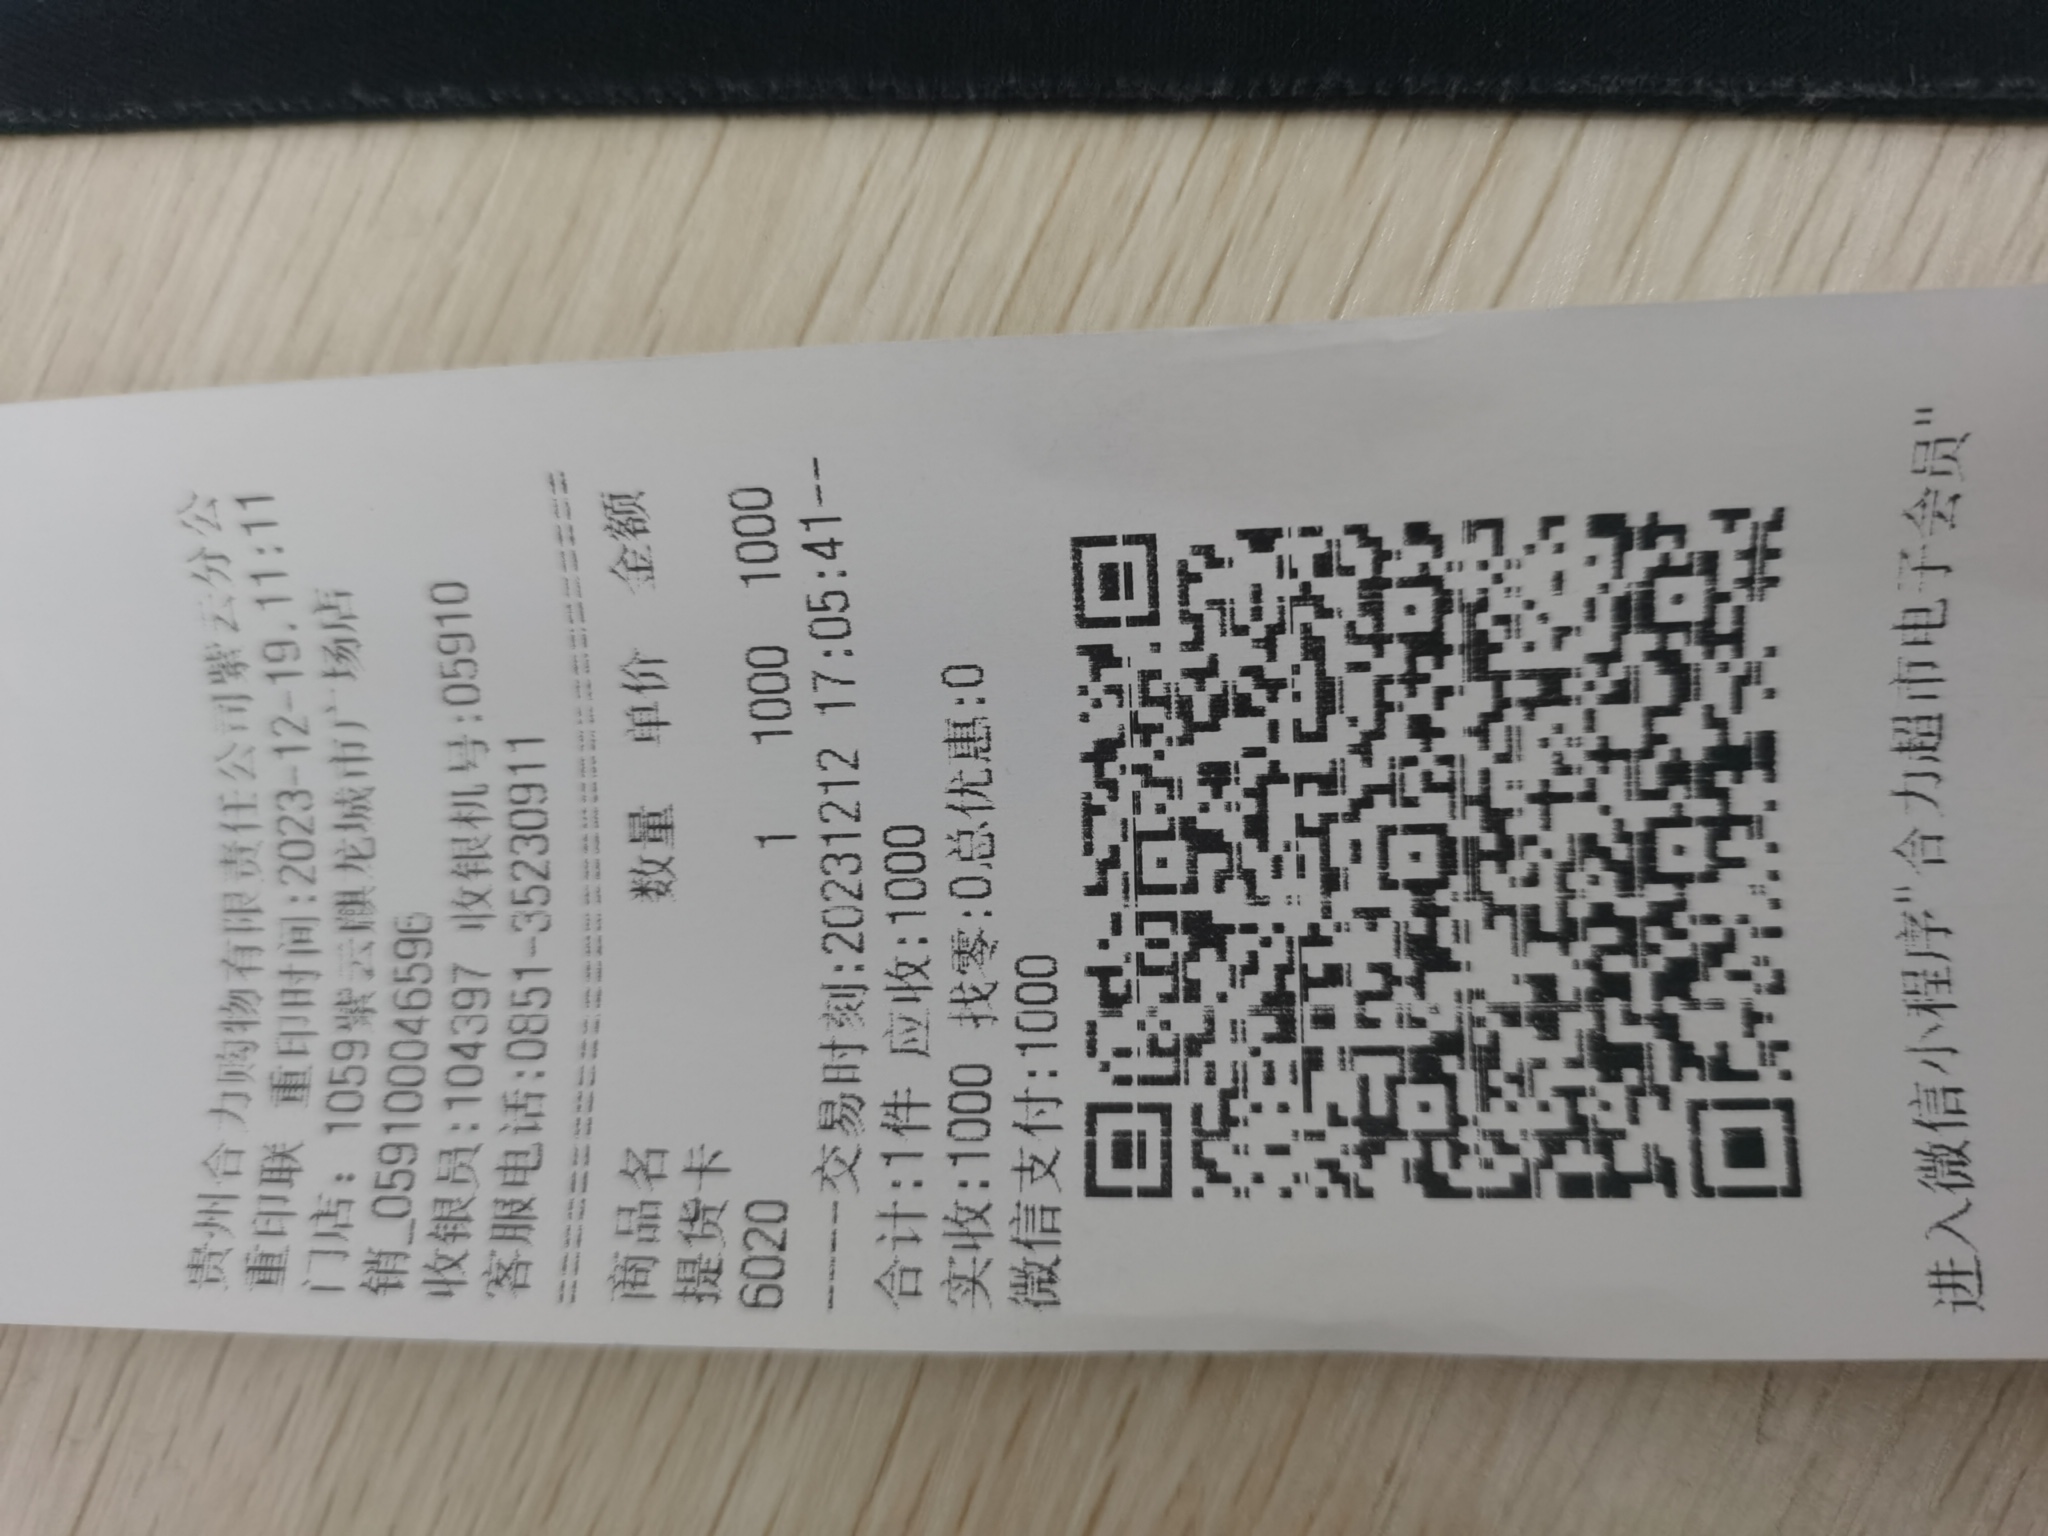 贵州合力购物有限责任公司紫云分公
重印联 重印时间:2023-12-19.11:11
门店: 1059紫云麒龙城市广场店
销_0591000046596
收银员:104397 收银机号:05910
客服电话:0851-35230911
==========================
商品名 数量 单价 金额
提货卡
6020 1 1000 1000
-----交易时刻:20231212 17:05:41--
合计:1件 应收:1000
实收:1000 找零:0总优惠:0
微信支付:1000
进入微信小程序"合力超市电子会员"